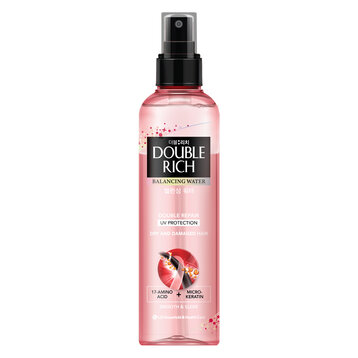 더블리치
DOUBLE
RICH
BALANCING WATER
밸런싱 워터
DOUBLE REPAIR
UV PROTECTION
DRY AND DAMAGED HAIR
17-AMINO
ACID
+
MICRO-
KERATIN
SMOOTH & SLEEK